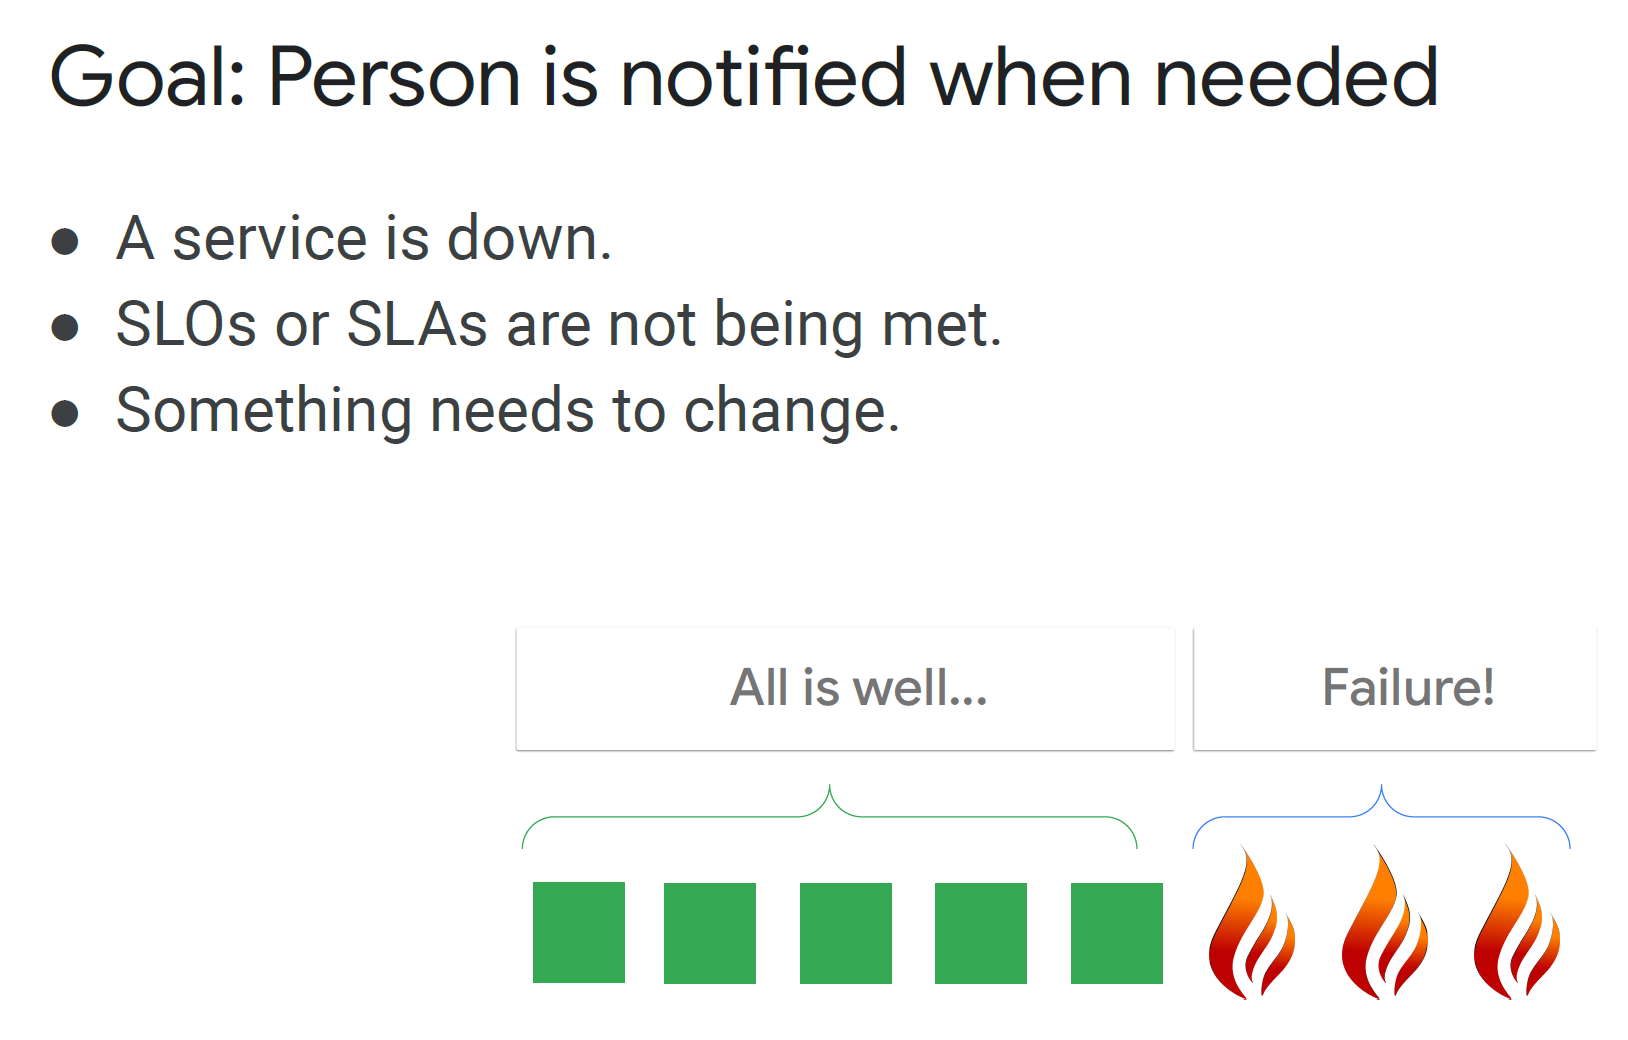 Goal: Person is notified when needed
● A service is down.
● SLOs or SLAs are not being met.
● Something needs to change.
All is well...
Failure!